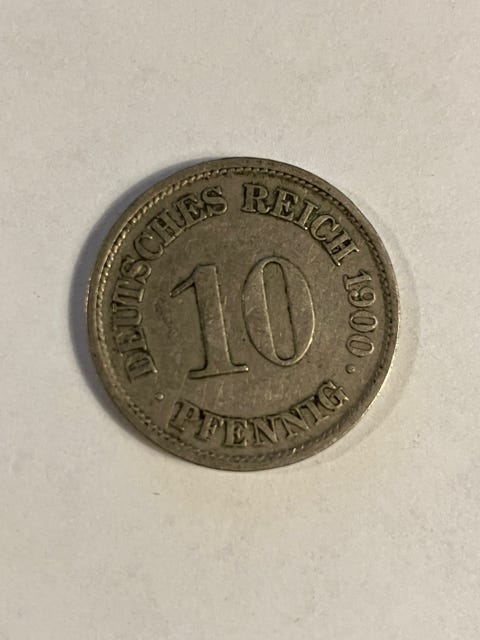 DEUTSCHES REICH 1900.
10
· PFENNIG